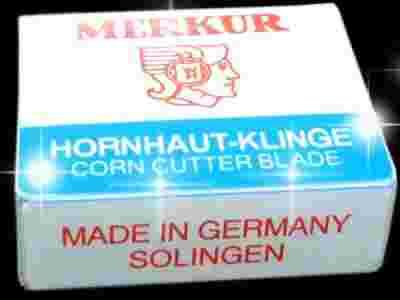 MERKUR
HORNHAUT-KLINGE
CORN CUTTER BLADE
MADE IN GERMANY
SOLINGEN